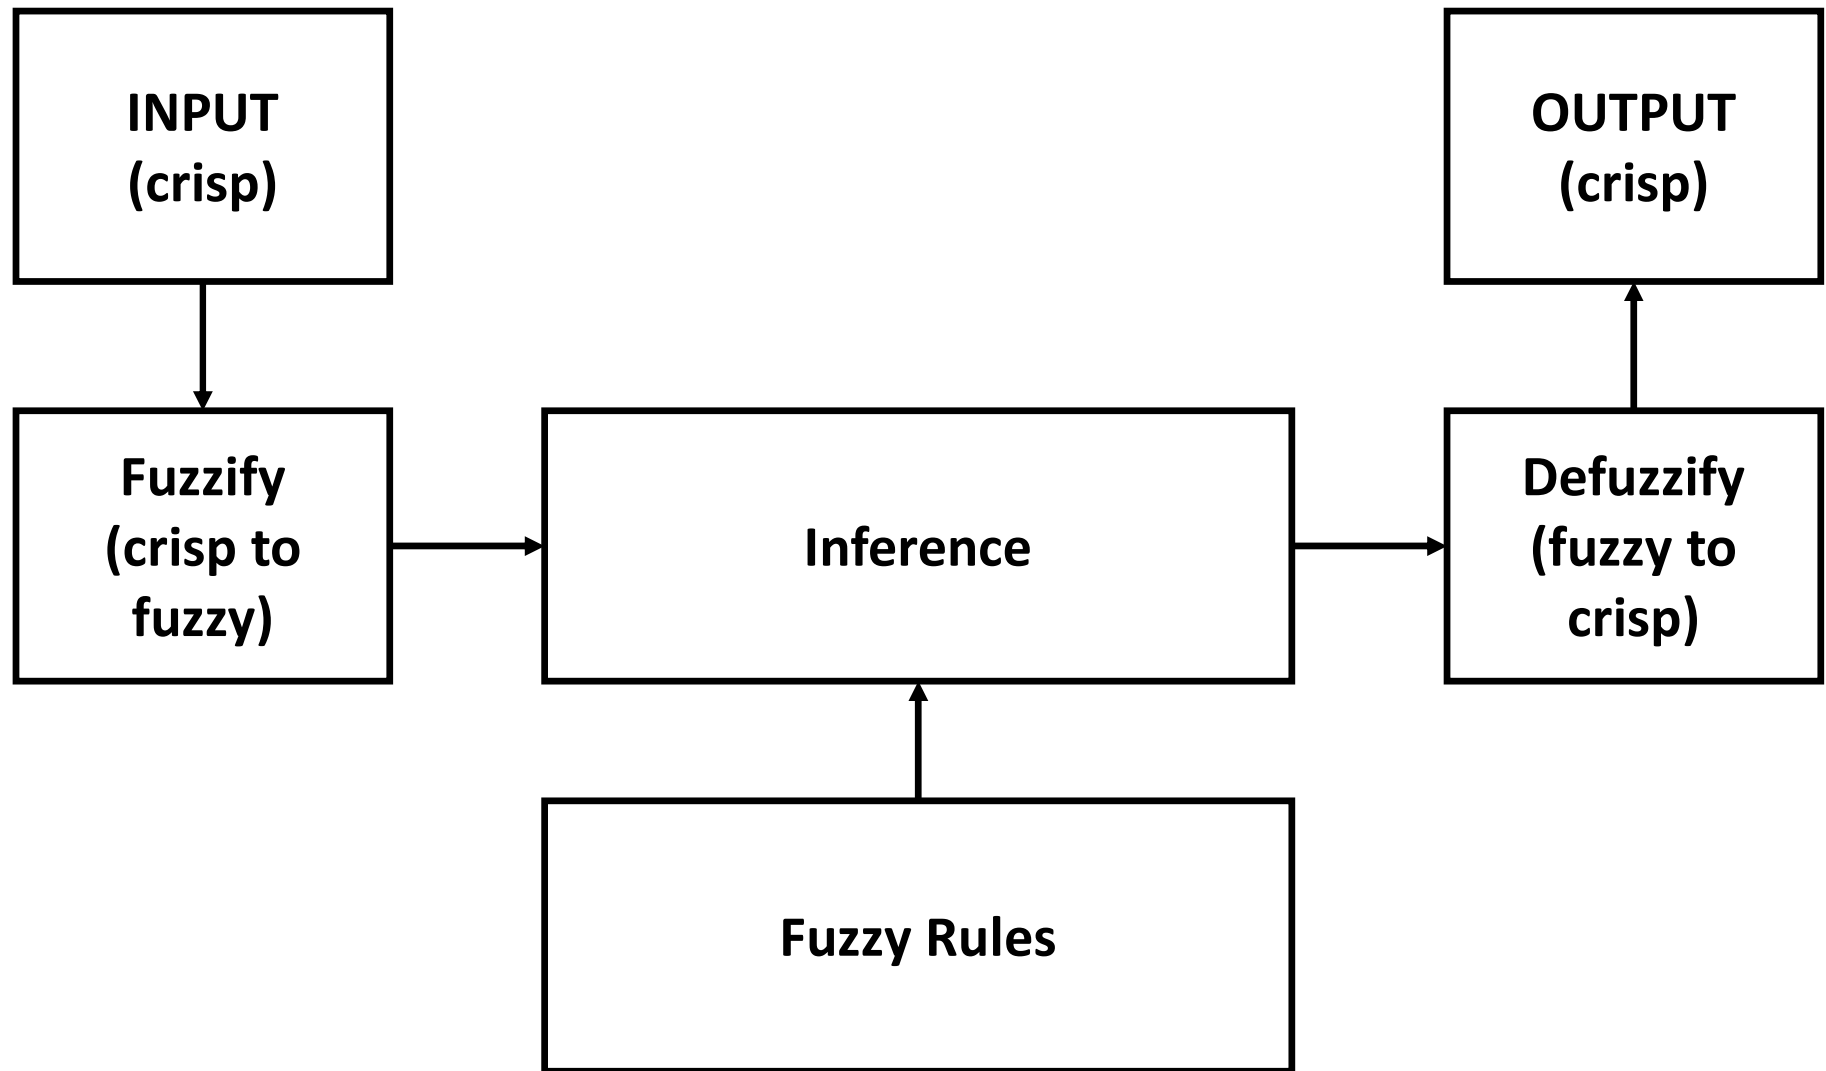 INPUT
(crisp)
OUTPUT
(crisp)
Fuzzify
(crisp to
fuzzy)
Inference
Defuzzify
(fuzzy to
crisp)
Fuzzy Rules